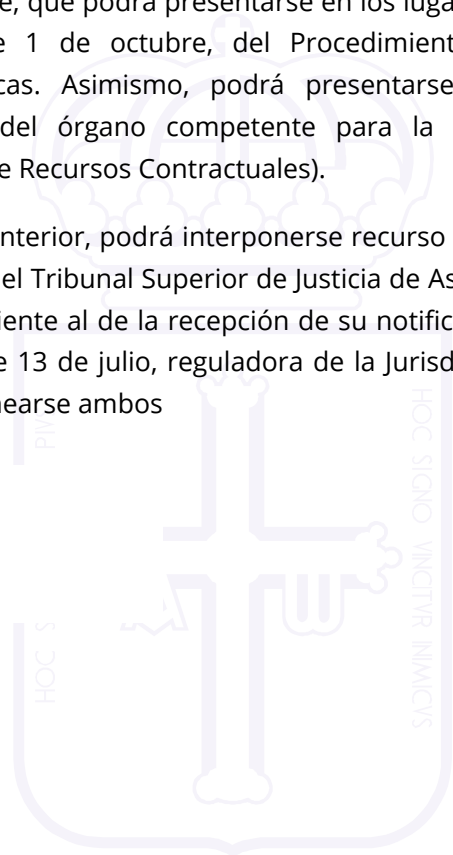 e, que podrá presentarse en los luga
e 1 de octubre, del Procedimient
cas. Asimismo, podrá presentarse
del órgano competente para la
e Recursos Contractuales).
nterior, podrá interponerse recurso
el Tribunal Superior de Justicia de As
iente al de la recepción de su notific
e 13 de julio, reguladora de la Jurisd
nearse ambos
PIV
HOC SIGNO VINCITVR INIMICVS
HOC S